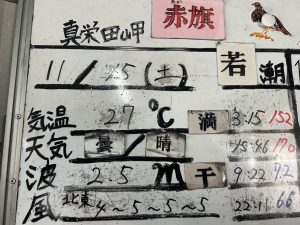 真栄田岬 赤旗
11/25(土) 若潮
気温 27℃ 満 3:15 152
天気 曇/晴 15:48 170
波 2.5m 干 9:22 92
風 北東 4~5~5~5 22:11 66